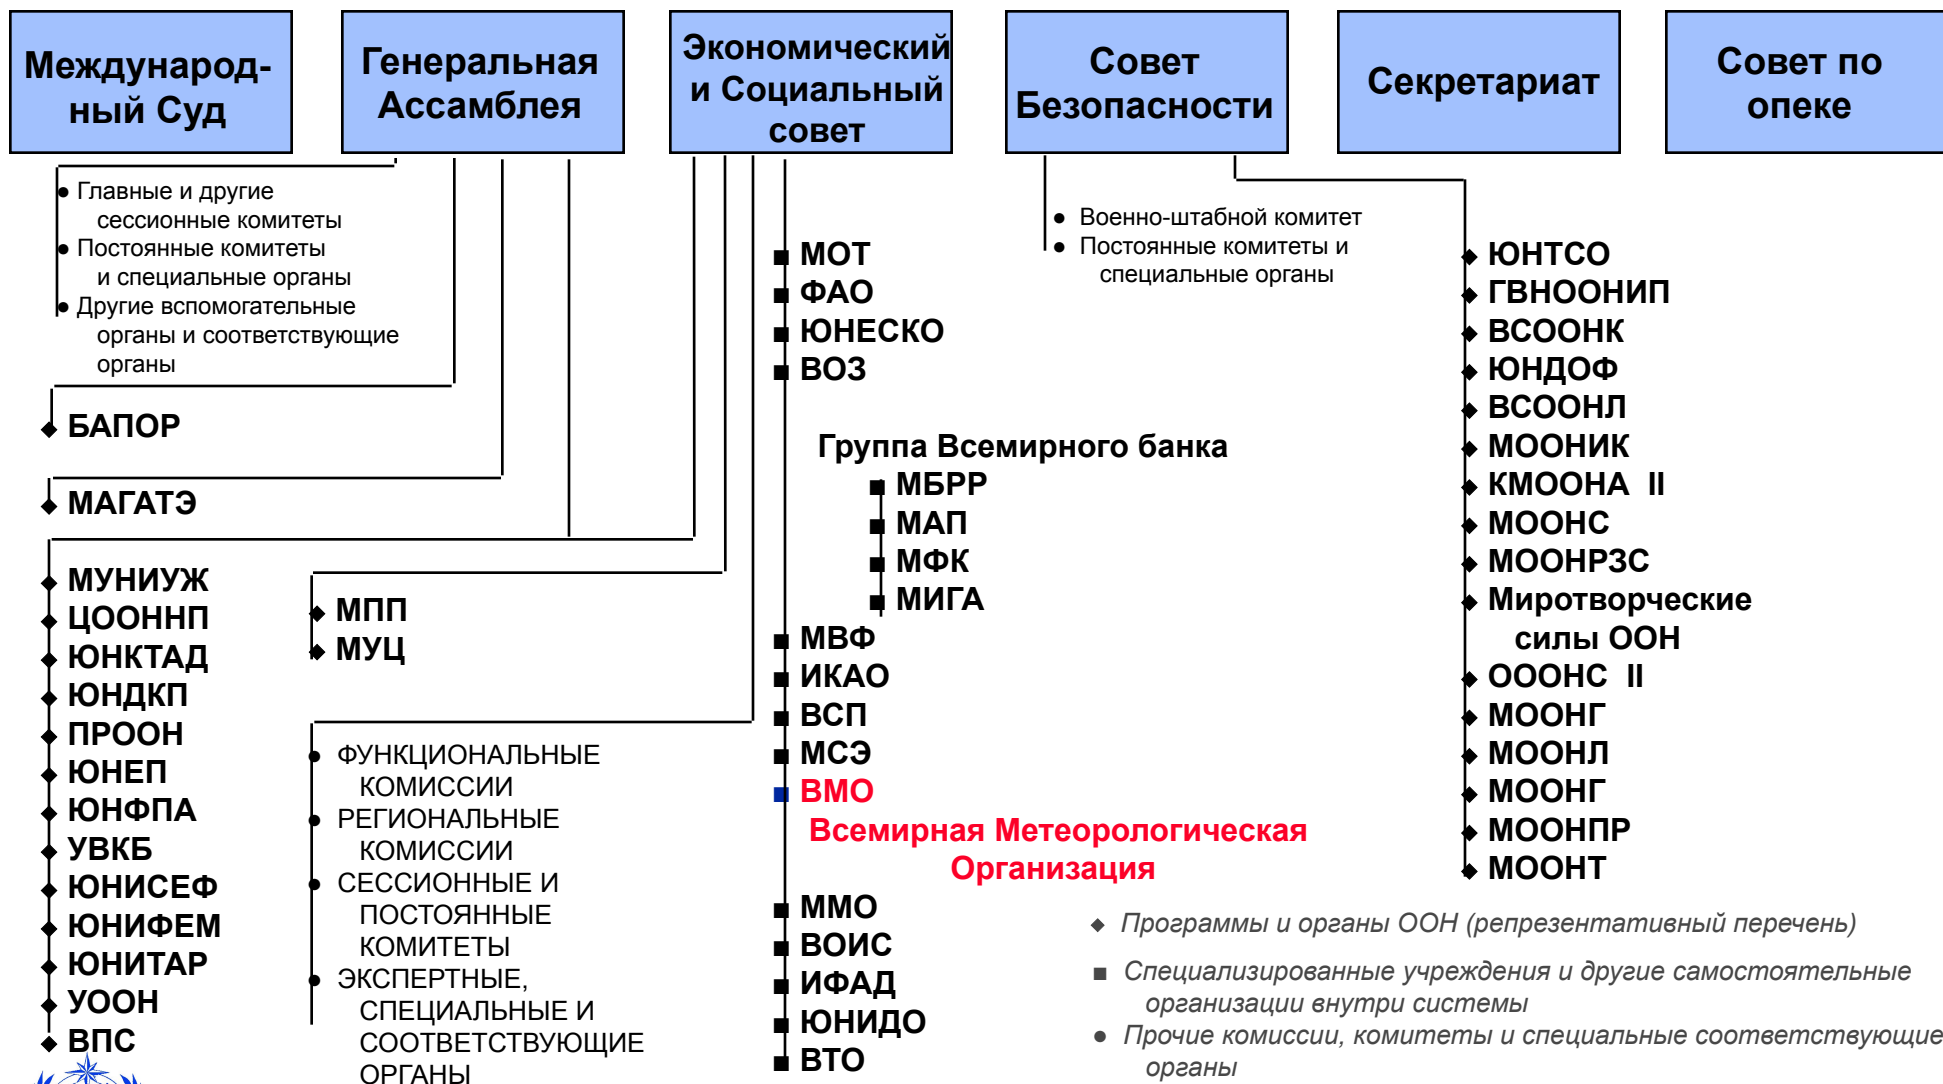 Международ-
ный Суд
Генеральная
Ассамблея
Экономический
и Социальный
совет
Совет
Безопасности
Секретариат
Совет по
опеке
● Главные и другие
сессионные комитеты
● Постоянные комитеты
и специальные органы
● Другие вспомогательные
органы и соответствующие
органы
◆ БАПОР
◆ МАГАТЭ
◆ МУНИУЖ
◆ ЦООННП
◆ ЮНКТАД
◆ ЮНДКП
◆ ПРООН
◆ ЮНЕП
◆ ЮНФПА
◆ УВКБ
◆ ЮНИСЕФ
◆ ЮНИФЕМ
◆ ЮНИТАР
◆ УООН
◆ ВПС
◆ МПП
◆ МУЦ
● ФУНКЦИОНАЛЬНЫЕ
КОМИССИИ
● РЕГИОНАЛЬНЫЕ
КОМИССИИ
● СЕССИОННЫЕ И
ПОСТОЯННЫЕ
КОМИТЕТЫ
● ЭКСПЕРТНЫЕ,
СПЕЦИАЛЬНЫЕ И
СООТВЕТСТВУЮЩИЕ
ОРГАНЫ
■ МОТ
■ ФАО
■ ЮНЕСКО
■ ВОЗ
Группа Всемирного банка
■ МБРР
■ МАП
■ МФК
■ МИГА
■ МВФ
■ ИКАО
■ ВСП
■ МСЭ
■ ВМО
Всемирная Метеорологическая
Организация
■ ММО
■ ВОИС
■ ИФАД
■ ЮНИДО
■ ВТО
● Военно-штабной комитет
● Постоянные комитеты и
специальные органы
◆ ЮНТСО
◆ ГВНООНИП
◆ ВСООНК
◆ ЮНДОФ
◆ ВСООНЛ
◆ МООНИК
◆ КМООНА II
◆ МООНС
◆ МООНРЗС
◆ Миротворческие
силы ООН
◆ ОООНС II
◆ МООНГ
◆ МООНЛ
◆ МООНГ
◆ МООНПР
◆ МООНТ
◆ Программы и органы ООН (репрезентативный перечень)
■ Специализированные учреждения и другие самостоятельные
организации внутри системы
● Прочие комиссии, комитеты и специальные соответствующие
органы